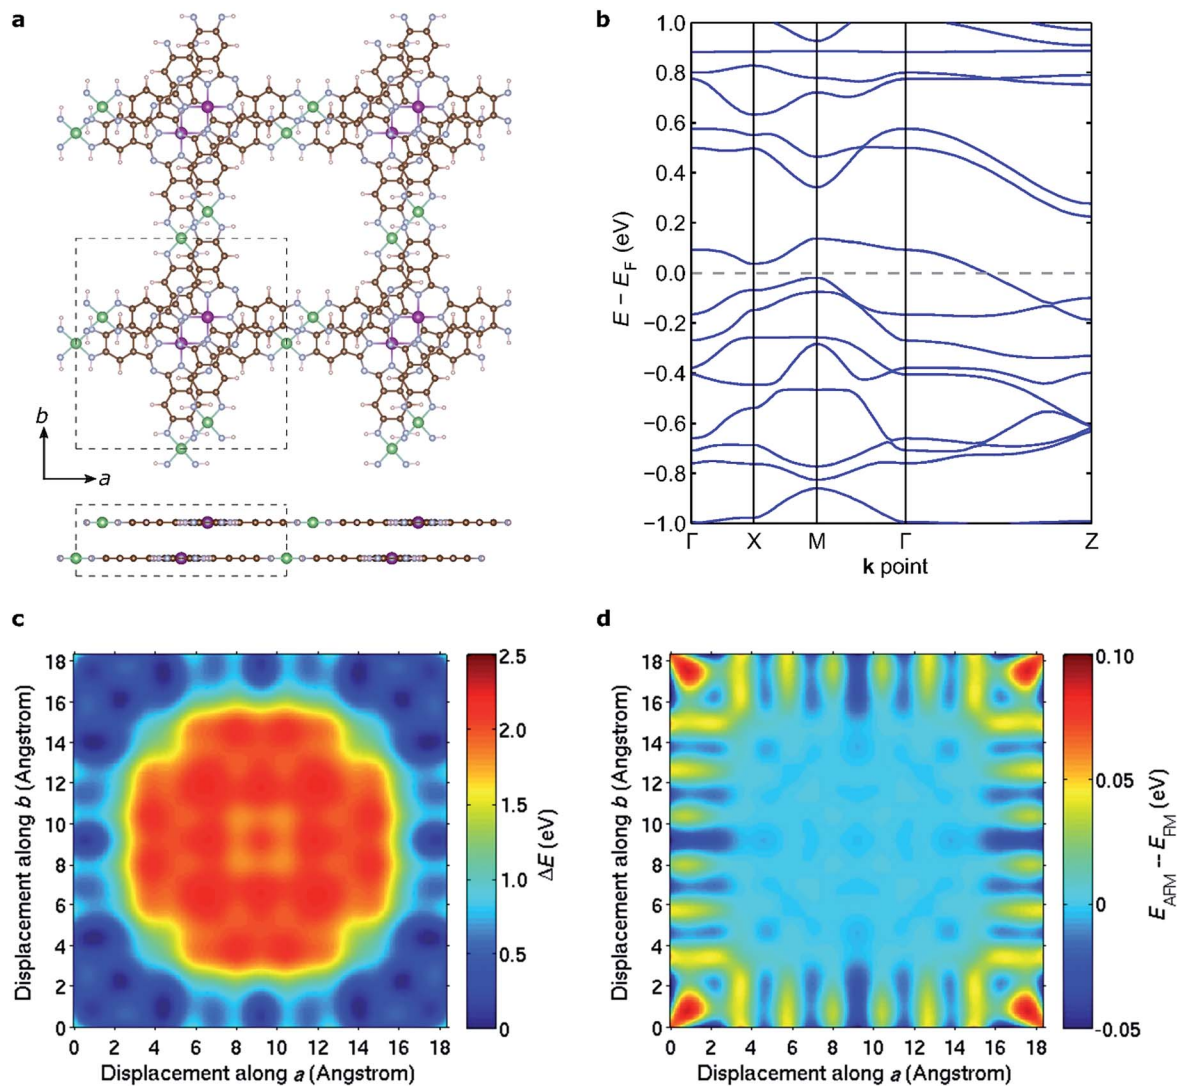 a
b
a
b
1.0
0.8
0.6
0.4
0.2
0.0
−0.2
−0.4
−0.6
−0.8
−1.0
E − E_F (eV)
Γ X M Γ Z
k point
c
18
16
14
12
10
8
6
4
2
0
Displacement along b (Angstrom)
0 2 4 6 8 10 12 14 16 18
Displacement along a (Angstrom)
2.5
2.0
1.5
1.0
0.5
0
ΔE (eV)
d
18
16
14
12
10
8
6
4
2
0
Displacement along b (Angstrom)
0 2 4 6 8 10 12 14 16 18
Displacement along a (Angstrom)
0.10
0.05
0
-0.05
E_AFM -- E_FM (eV)